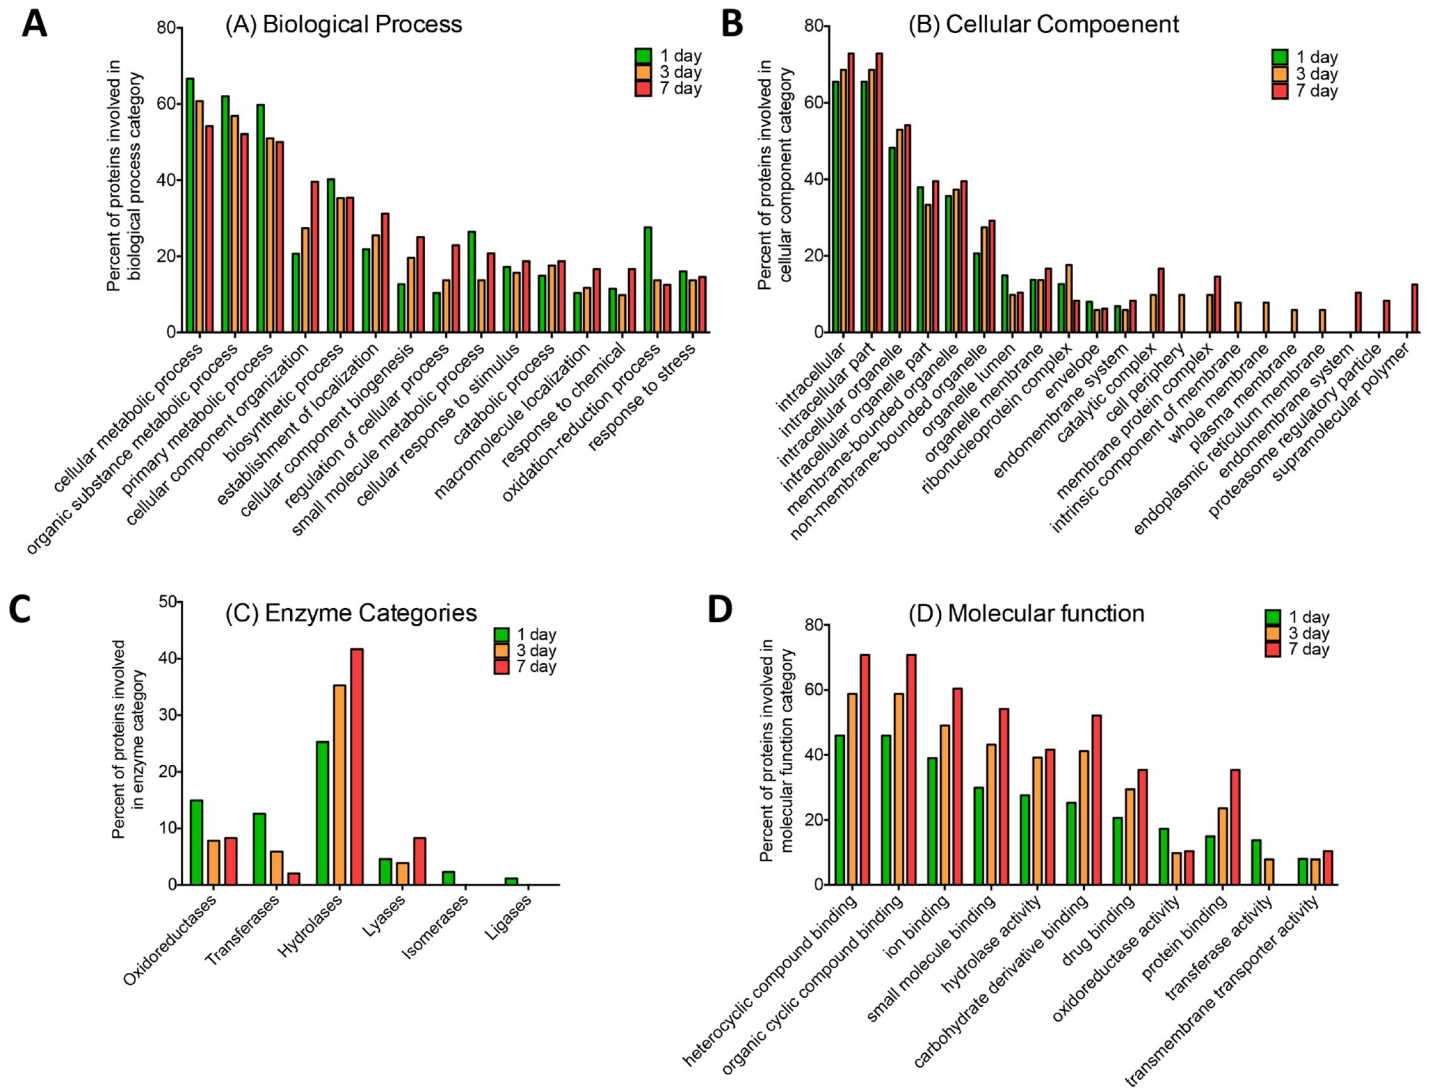 A
(A) Biological Process
Percent of proteins involved in
biological process category
80
60
40
20
0
1 day
3 day
7 day
cellular metabolic process
organic substance metabolic process
primary metabolic process
cellular component organization
biosynthetic process
establishment of localization
cellular component biogenesis
regulation of cellular process
small molecule metabolic process
cellular response to stimulus
catabolic process
macromolecule localization
response to chemical
oxidation-reduction process
response to stress
B
(B) Cellular Compoenent
Percent of proteins involved in
cellular component category
80
60
40
20
0
1 day
3 day
7 day
intracellular
intracellular part
intracellular organelle
intracellular organelle part
membrane-bounded organelle
non-membrane-bounded organelle
organelle lumen
organelle membrane
ribonucleoprotein complex
envelope
endomembrane system
catalytic complex
cell periphery
membrane protein complex
intrinsic component of membrane
whole membrane
plasma membrane
endoplasmic reticulum membrane
endomembrane system
proteasome regulatory particle
supramolecular polymer
C
(C) Enzyme Categories
Percent of proteins involved
in enzyme category
50
40
30
20
10
0
1 day
3 day
7 day
Oxidoreductases
Transferases
Hydrolases
Lyases
Isomerases
Ligases
D
(D) Molecular function
Percent of proteins involved in
molecular function category
80
60
40
20
0
1 day
3 day
7 day
heterocyclic compound binding
organic cyclic compound binding
ion binding
small molecule binding
hydrolase activity
carbohydrate derivative binding
drug binding
oxidoreductase activity
protein binding
transferase activity
transmembrane transporter activity